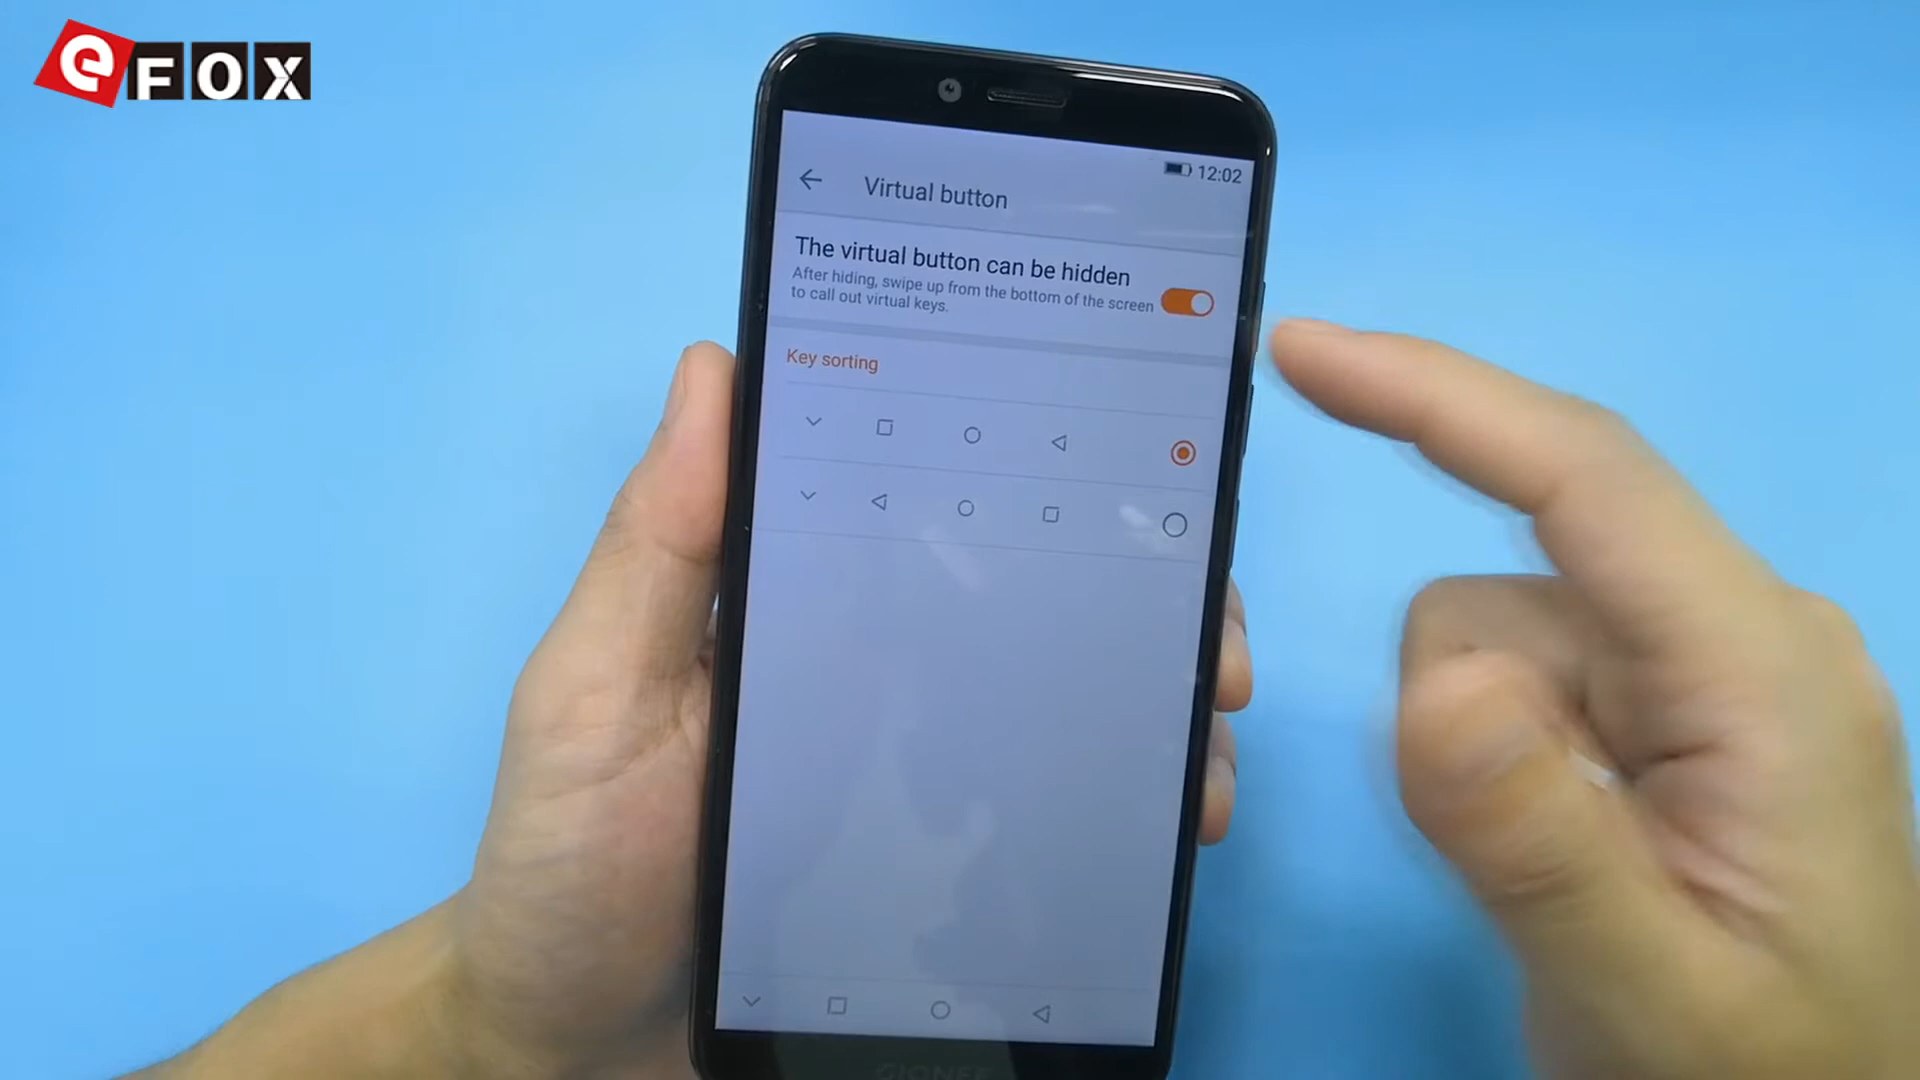 eFOX
12:02
Virtual button
The virtual button can be hidden
After hiding, swipe up from the bottom of the screen
to call out virtual keys.
Key sorting
GIONEE